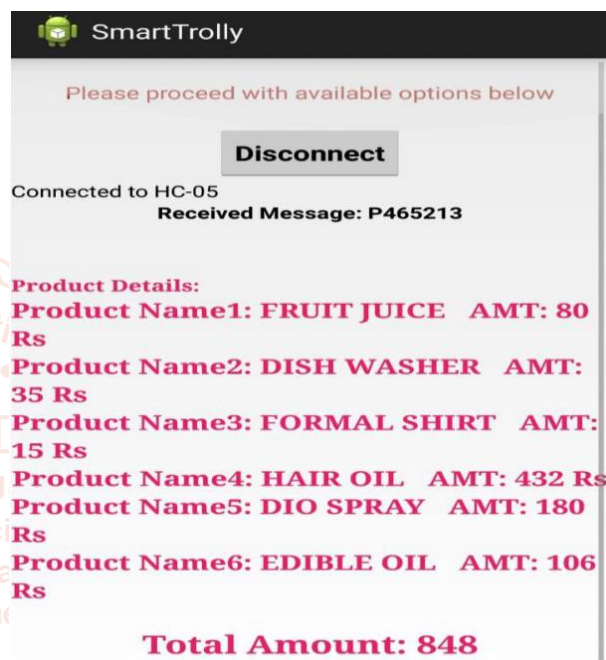 SmartTrolly
Please proceed with available options below
Disconnect
Connected to HC-05
Received Message: P465213
Product Details:
Product Name1: FRUIT JUICE AMT: 80
Rs
Product Name2: DISH WASHER AMT:
35 Rs
Product Name3: FORMAL SHIRT AMT:
15 Rs
Product Name4: HAIR OIL AMT: 432 Rs
Product Name5: DIO SPRAY AMT: 180
Rs
Product Name6: EDIBLE OIL AMT: 106
Rs
Total Amount: 848